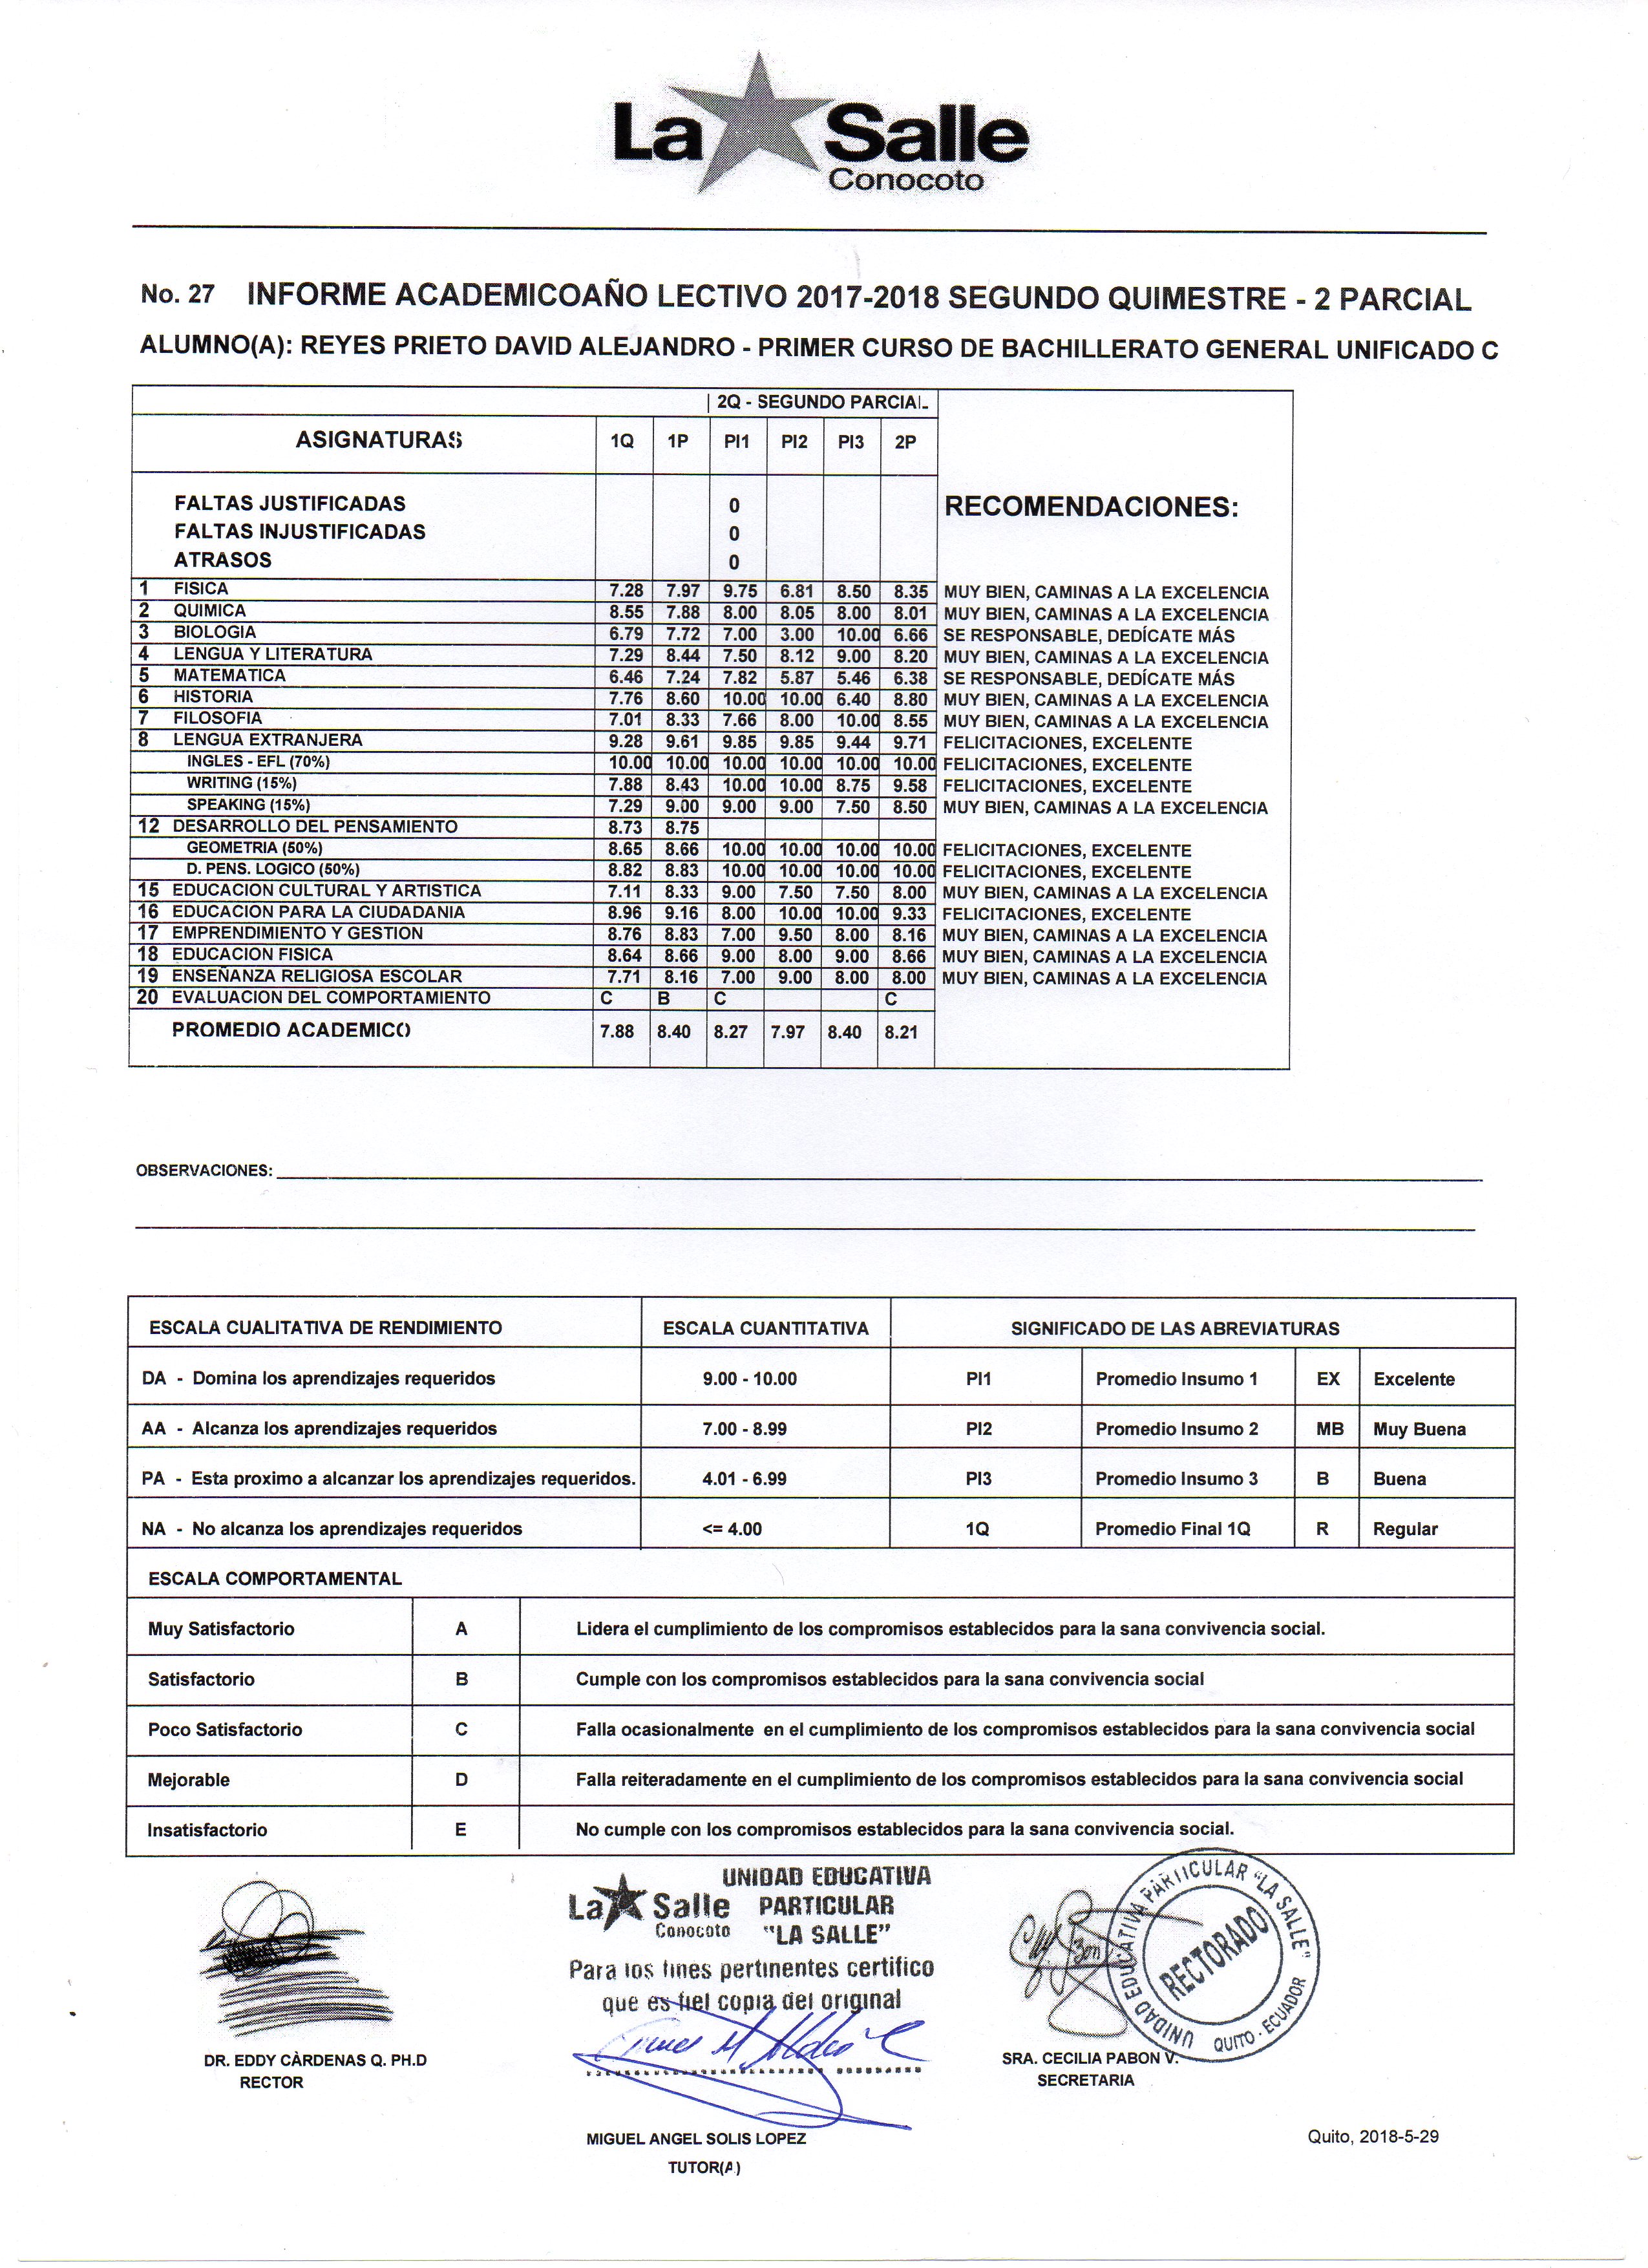 La Salle
Conocoto
No. 27 INFORME ACADEMICOAÑO LECTIVO 2017-2018 SEGUNDO QUIMESTRE - 2 PARCIAL
ALUMNO(A): REYES PRIETO DAVID ALEJANDRO - PRIMER CURSO DE BACHILLERATO GENERAL UNIFICADO C
2Q - SEGUNDO PARCIAL
ASIGNATURAS 1Q 1P PI1 PI2 PI3 2P
RECOMENDACIONES:
FALTAS JUSTIFICADAS 0
FALTAS INJUSTIFICADAS 0
ATRASOS 0
1 FISICA 7.28 7.97 9.75 6.81 8.50 8.35 MUY BIEN, CAMINAS A LA EXCELENCIA
2 QUIMICA 8.55 7.88 8.00 8.05 8.00 8.01 MUY BIEN, CAMINAS A LA EXCELENCIA
3 BIOLOGIA 6.79 7.72 7.00 3.00 10.00 6.66 SE RESPONSABLE, DEDÍCATE MÁS
4 LENGUA Y LITERATURA 7.29 8.44 7.50 8.12 9.00 8.20 MUY BIEN, CAMINAS A LA EXCELENCIA
5 MATEMATICA 6.46 7.24 7.82 5.87 5.46 6.38 SE RESPONSABLE, DEDÍCATE MÁS
6 HISTORIA 7.76 8.60 10.00 10.00 6.40 8.80 MUY BIEN, CAMINAS A LA EXCELENCIA
7 FILOSOFIA 7.01 8.33 7.66 8.00 10.00 8.55 MUY BIEN, CAMINAS A LA EXCELENCIA
8 LENGUA EXTRANJERA 9.28 9.61 9.85 9.85 9.44 9.71 FELICITACIONES, EXCELENTE
INGLES - EFL (70%) 10.00 10.00 10.00 10.00 10.00 10.00 FELICITACIONES, EXCELENTE
WRITING (15%) 7.88 8.43 10.00 10.00 8.75 9.58 FELICITACIONES, EXCELENTE
SPEAKING (15%) 7.29 9.00 9.00 9.00 7.50 8.50 MUY BIEN, CAMINAS A LA EXCELENCIA
12 DESARROLLO DEL PENSAMIENTO 8.73 8.75
GEOMETRIA (50%) 8.65 8.66 10.00 10.00 10.00 10.00 FELICITACIONES, EXCELENTE
D. PENS. LOGICO (50%) 8.82 8.83 10.00 10.00 10.00 10.00 FELICITACIONES, EXCELENTE
15 EDUCACION CULTURAL Y ARTISTICA 7.11 8.33 9.00 7.50 7.50 8.00 MUY BIEN, CAMINAS A LA EXCELENCIA
16 EDUCACION PARA LA CIUDADANIA 8.96 9.16 8.00 10.00 10.00 9.33 FELICITACIONES, EXCELENTE
17 EMPRENDIMIENTO Y GESTION 8.76 8.83 7.00 9.50 8.00 8.16 MUY BIEN, CAMINAS A LA EXCELENCIA
18 EDUCACION FISICA 8.64 8.66 9.00 8.00 9.00 8.66 MUY BIEN, CAMINAS A LA EXCELENCIA
19 ENSEÑANZA RELIGIOSA ESCOLAR 7.71 8.16 7.00 9.00 8.00 8.00 MUY BIEN, CAMINAS A LA EXCELENCIA
20 EVALUACION DEL COMPORTAMIENTO C B C C
PROMEDIO ACADEMICO 7.88 8.40 8.27 7.97 8.40 8.21
OBSERVACIONES:
ESCALA CUALITATIVA DE RENDIMIENTO ESCALA CUANTITATIVA SIGNIFICADO DE LAS ABREVIATURAS
DA - Domina los aprendizajes requeridos 9.00 - 10.00 PI1 Promedio Insumo 1 EX Excelente
AA - Alcanza los aprendizajes requeridos 7.00 - 8.99 PI2 Promedio Insumo 2 MB Muy Buena
PA - Esta proximo a alcanzar los aprendizajes requeridos. 4.01 - 6.99 PI3 Promedio Insumo 3 B Buena
NA - No alcanza los aprendizajes requeridos <= 4.00 1Q Promedio Final 1Q R Regular
ESCALA COMPORTAMENTAL
Muy Satisfactorio A Lidera el cumplimiento de los compromisos establecidos para la sana convivencia social.
Satisfactorio B Cumple con los compromisos establecidos para la sana convivencia social
Poco Satisfactorio C Falla ocasionalmente en el cumplimiento de los compromisos establecidos para la sana convivencia social
Mejorable D Falla reiteradamente en el cumplimiento de los compromisos establecidos para la sana convivencia social
Insatisfactorio E No cumple con los compromisos establecidos para la sana convivencia social.
UNIDAD EDUCATIVA
La Salle PARTICULAR
Conocoto "LA SALLE"
Para los fines pertinentes certifico
que es fiel copia del original
UNIDAD EDUCATIVA PARTICULAR "LA SALLE"
RECTORADO
QUITO - ECUADOR
DR. EDDY CÀRDENAS Q. PH.D
RECTOR
SRA. CECILIA PABON V.
SECRETARIA
MIGUEL ANGEL SOLIS LOPEZ
TUTOR(A)
Quito, 2018-5-29